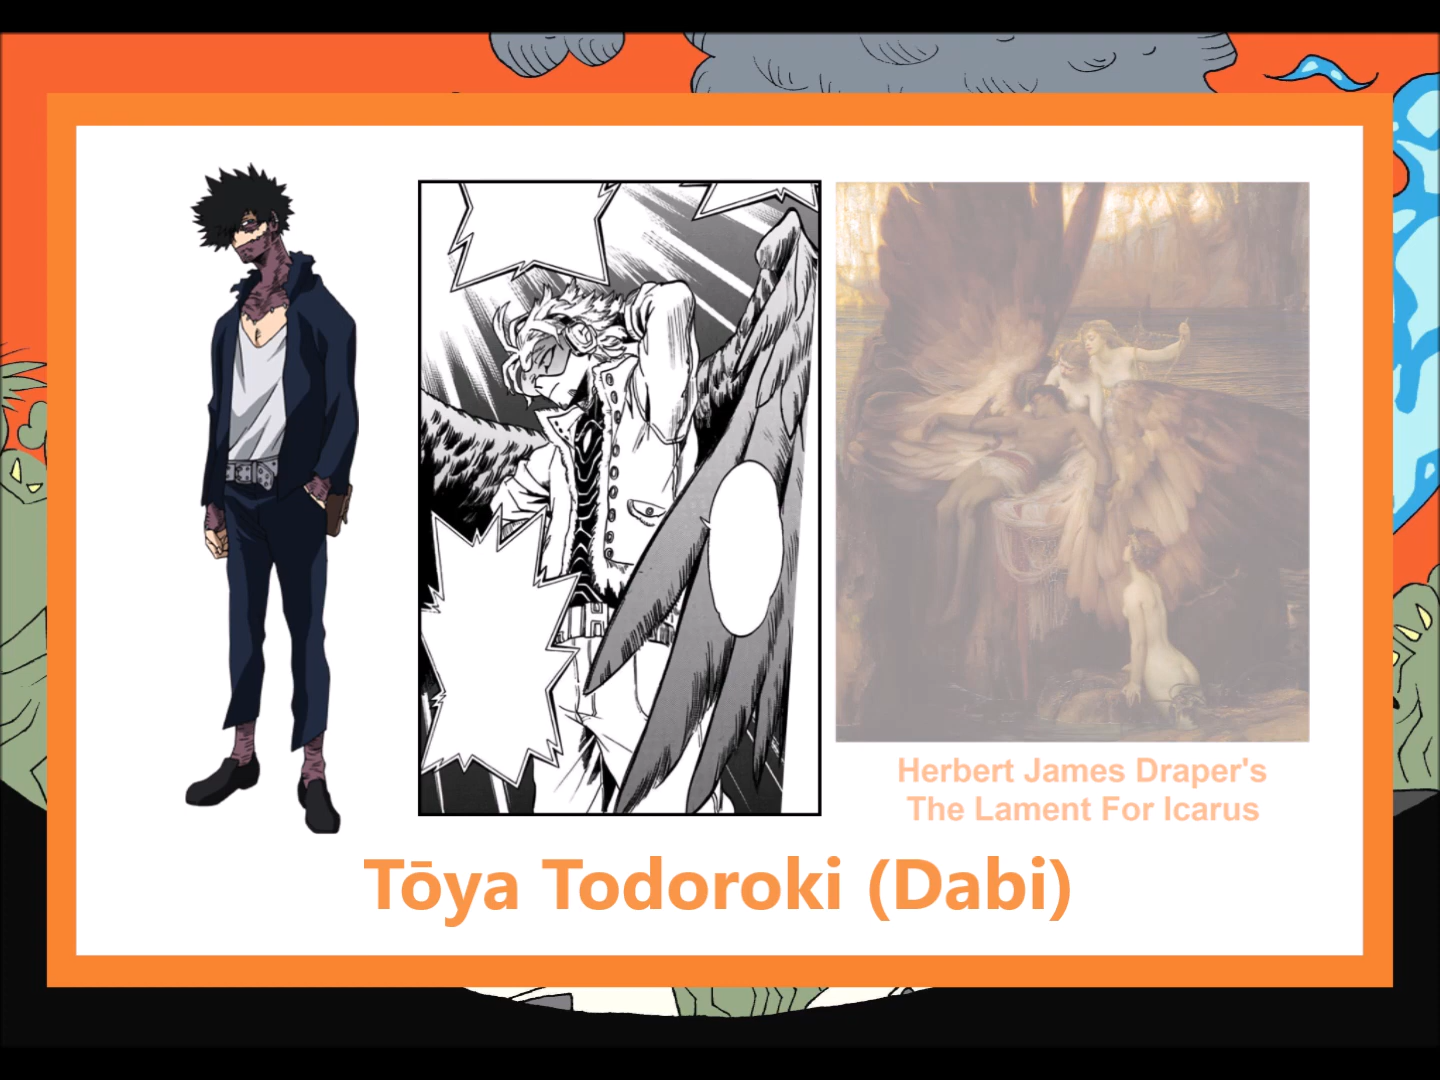 Herbert James Draper's
The Lament For Icarus
Tōya Todoroki (Dabi)